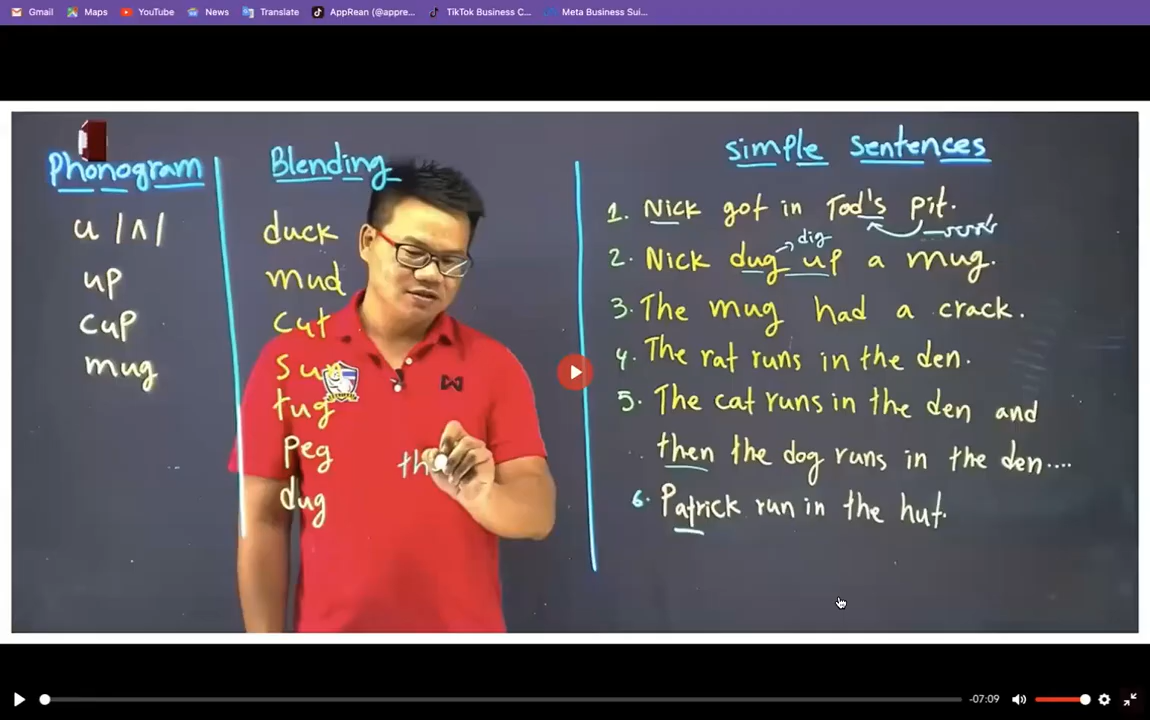 Gmail
Maps
YouTube
News
Translate
AppRean (@appre...
TikTok Business C...
Meta Business Sui...
Phonogram
u /ʌ/
up
cup
mug
Blending
duck
mud
cut
sun
tug
peg
dug
th
simple sentences
1. Nick got in Tod's pit.
dig
2. Nick dug up a mug.
3. The mug had a crack.
4. The rat runs in the den.
5. The cat runs in the den and
then the dog runs in the den....
6. Patrick run in the hut.
-07:09